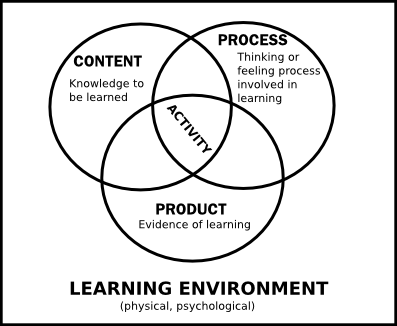 CONTENT
Knowledge to
be learned
PROCESS
Thinking or
feeling process
involved in
learning
ACTIVITY
PRODUCT
Evidence of learning
LEARNING ENVIRONMENT
(physical, psychological)